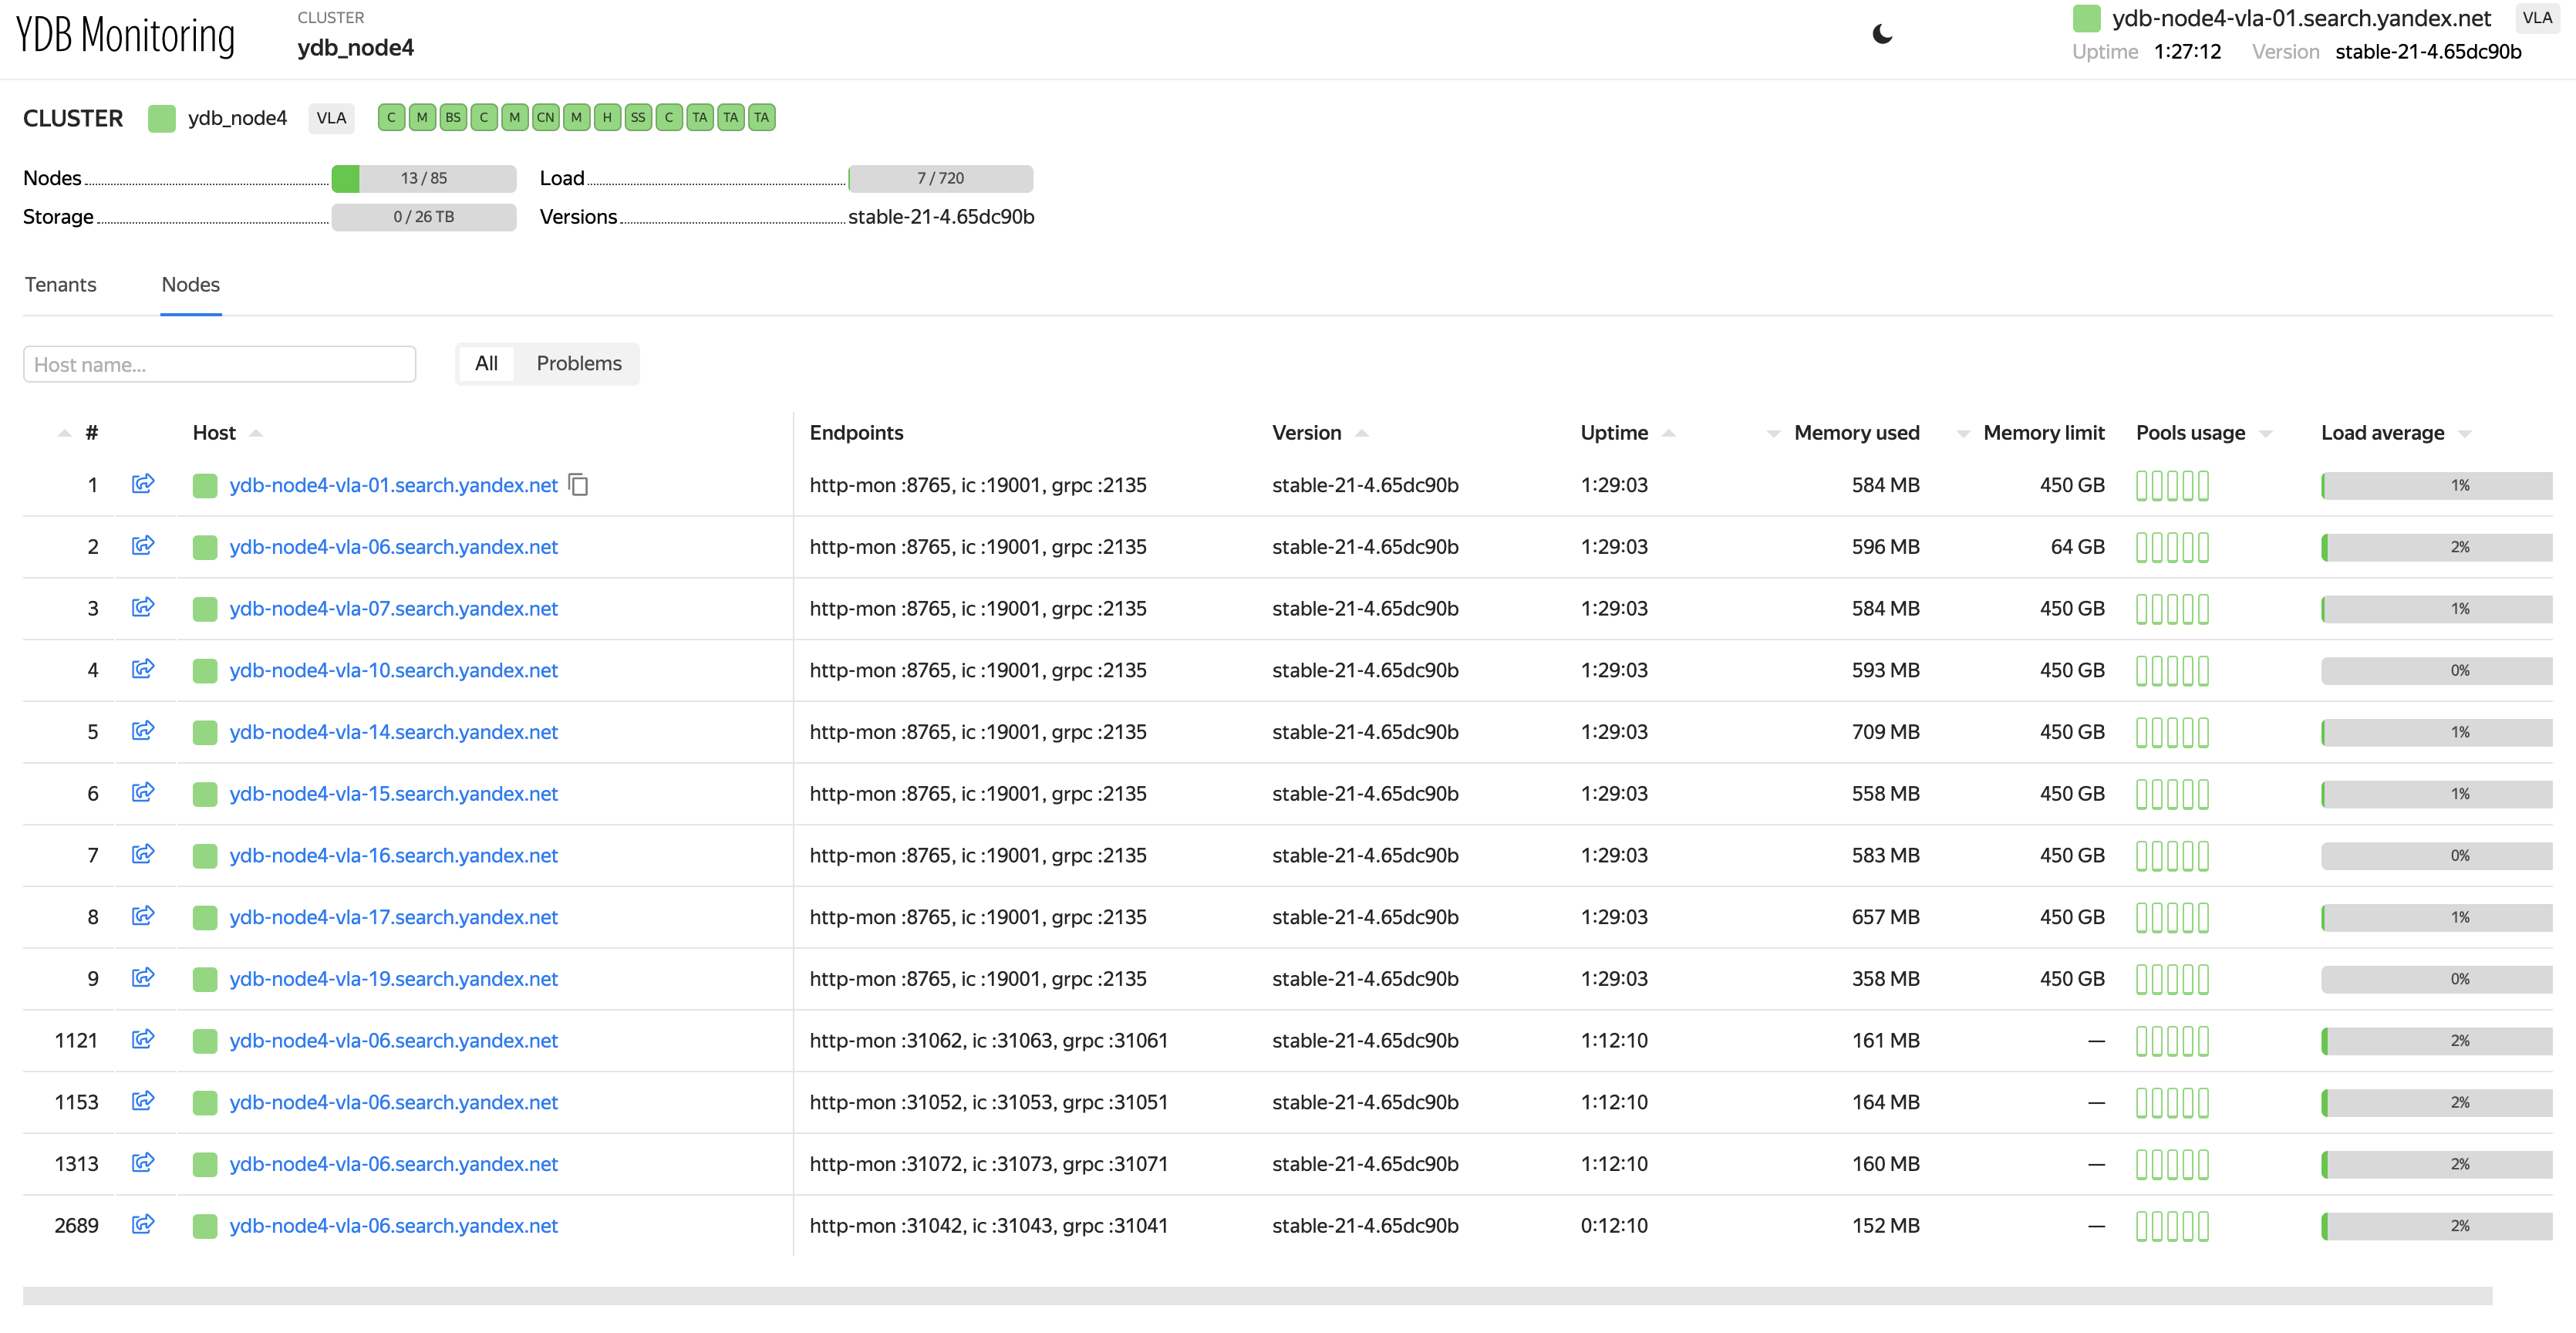 YDB Monitoring
CLUSTER
ydb_node4
ydb-node4-vla-01.search.yandex.net VLA
Uptime 1:27:12 Version stable-21-4.65dc90b
CLUSTER ydb_node4 VLA C M BS C M CN M H SS C TA TA TA
Nodes 13 / 85 Load 7 / 720
Storage 0 / 26 TB Versions stable-21-4.65dc90b
Tenants Nodes
Host name... All Problems
# Host Endpoints Version Uptime Memory used Memory limit Pools usage Load average
1 ydb-node4-vla-01.search.yandex.net http-mon :8765, ic :19001, grpc :2135 stable-21-4.65dc90b 1:29:03 584 MB 450 GB 1%
2 ydb-node4-vla-06.search.yandex.net http-mon :8765, ic :19001, grpc :2135 stable-21-4.65dc90b 1:29:03 596 MB 64 GB 2%
3 ydb-node4-vla-07.search.yandex.net http-mon :8765, ic :19001, grpc :2135 stable-21-4.65dc90b 1:29:03 584 MB 450 GB 1%
4 ydb-node4-vla-10.search.yandex.net http-mon :8765, ic :19001, grpc :2135 stable-21-4.65dc90b 1:29:03 593 MB 450 GB 0%
5 ydb-node4-vla-14.search.yandex.net http-mon :8765, ic :19001, grpc :2135 stable-21-4.65dc90b 1:29:03 709 MB 450 GB 1%
6 ydb-node4-vla-15.search.yandex.net http-mon :8765, ic :19001, grpc :2135 stable-21-4.65dc90b 1:29:03 558 MB 450 GB 1%
7 ydb-node4-vla-16.search.yandex.net http-mon :8765, ic :19001, grpc :2135 stable-21-4.65dc90b 1:29:03 583 MB 450 GB 0%
8 ydb-node4-vla-17.search.yandex.net http-mon :8765, ic :19001, grpc :2135 stable-21-4.65dc90b 1:29:03 657 MB 450 GB 1%
9 ydb-node4-vla-19.search.yandex.net http-mon :8765, ic :19001, grpc :2135 stable-21-4.65dc90b 1:29:03 358 MB 450 GB 0%
1121 ydb-node4-vla-06.search.yandex.net http-mon :31062, ic :31063, grpc :31061 stable-21-4.65dc90b 1:12:10 161 MB — 2%
1153 ydb-node4-vla-06.search.yandex.net http-mon :31052, ic :31053, grpc :31051 stable-21-4.65dc90b 1:12:10 164 MB — 2%
1313 ydb-node4-vla-06.search.yandex.net http-mon :31072, ic :31073, grpc :31071 stable-21-4.65dc90b 1:12:10 160 MB — 2%
2689 ydb-node4-vla-06.search.yandex.net http-mon :31042, ic :31043, grpc :31041 stable-21-4.65dc90b 0:12:10 152 MB — 2%